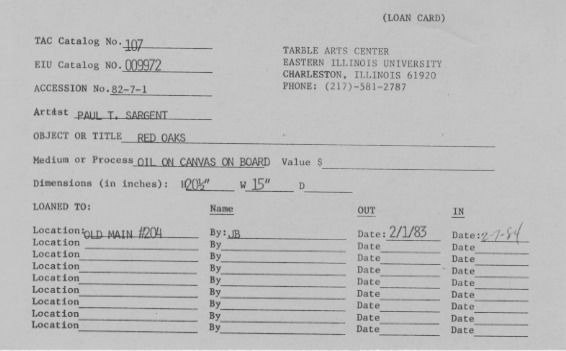 (LOAN CARD)
TAC Catalog No. 107
EIU Catalog NO. 009972
ACCESSION No. 82-7-1
TARBLE ARTS CENTER
EASTERN ILLINOIS UNIVERSITY
CHARLESTON, ILLINOIS 61920
PHONE: (217)-581-2787
Artist PAUL T. SARGENT
OBJECT OR TITLE RED OAKS
Medium or Process OIL ON CANVAS ON BOARD Value $
Dimensions (in inches): H 20½" W 15" D
LOANED TO: Name OUT IN
Location: OLD MAIN #204 By: JB Date: 2/1/83 Date: 2-7-84
Location By Date Date
Location By Date Date
Location By Date Date
Location By Date Date
Location By Date Date
Location By Date Date
Location By Date Date
Location By Date Date